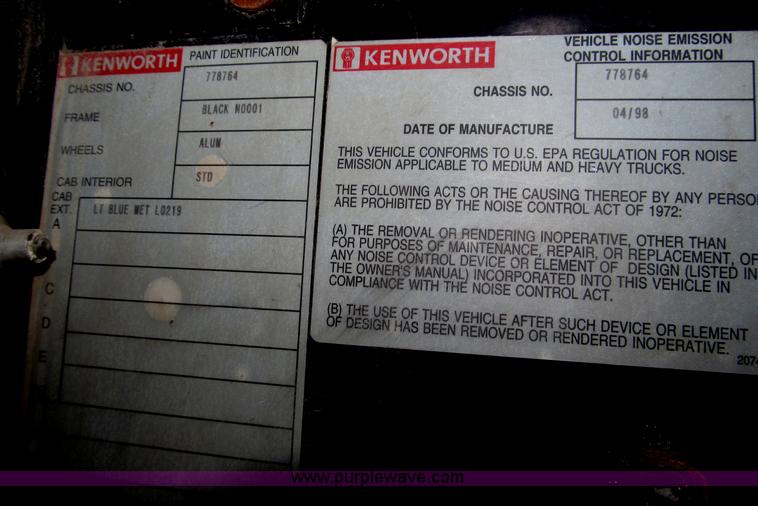 KENWORTH PAINT IDENTIFICATION
CHASSIS NO. 778764
FRAME BLACK N0001
WHEELS ALUM
CAB INTERIOR STD
CAB
EXT.
A LT BLUE MET L0219
C
D
E
KENWORTH
VEHICLE NOISE EMISSION
CONTROL INFORMATION
CHASSIS NO. 778764
DATE OF MANUFACTURE 04/98
THIS VEHICLE CONFORMS TO U.S. EPA REGULATION FOR NOISE
EMISSION APPLICABLE TO MEDIUM AND HEAVY TRUCKS.
THE FOLLOWING ACTS OR THE CAUSING THEREOF BY ANY PERSO
ARE PROHIBITED BY THE NOISE CONTROL ACT OF 1972:
(A) THE REMOVAL OR RENDERING INOPERATIVE, OTHER THAN
FOR PURPOSES OF MAINTENANCE, REPAIR, OR REPLACEMENT, OF
ANY NOISE CONTROL DEVICE OR ELEMENT OF DESIGN (LISTED IN
THE OWNER'S MANUAL) INCORPORATED INTO THIS VEHICLE IN
COMPLIANCE WITH THE NOISE CONTROL ACT.
(B) THE USE OF THIS VEHICLE AFTER SUCH DEVICE OR ELEMENT
OF DESIGN HAS BEEN REMOVED OR RENDERED INOPERATIVE.
2074
www.purplewave.com